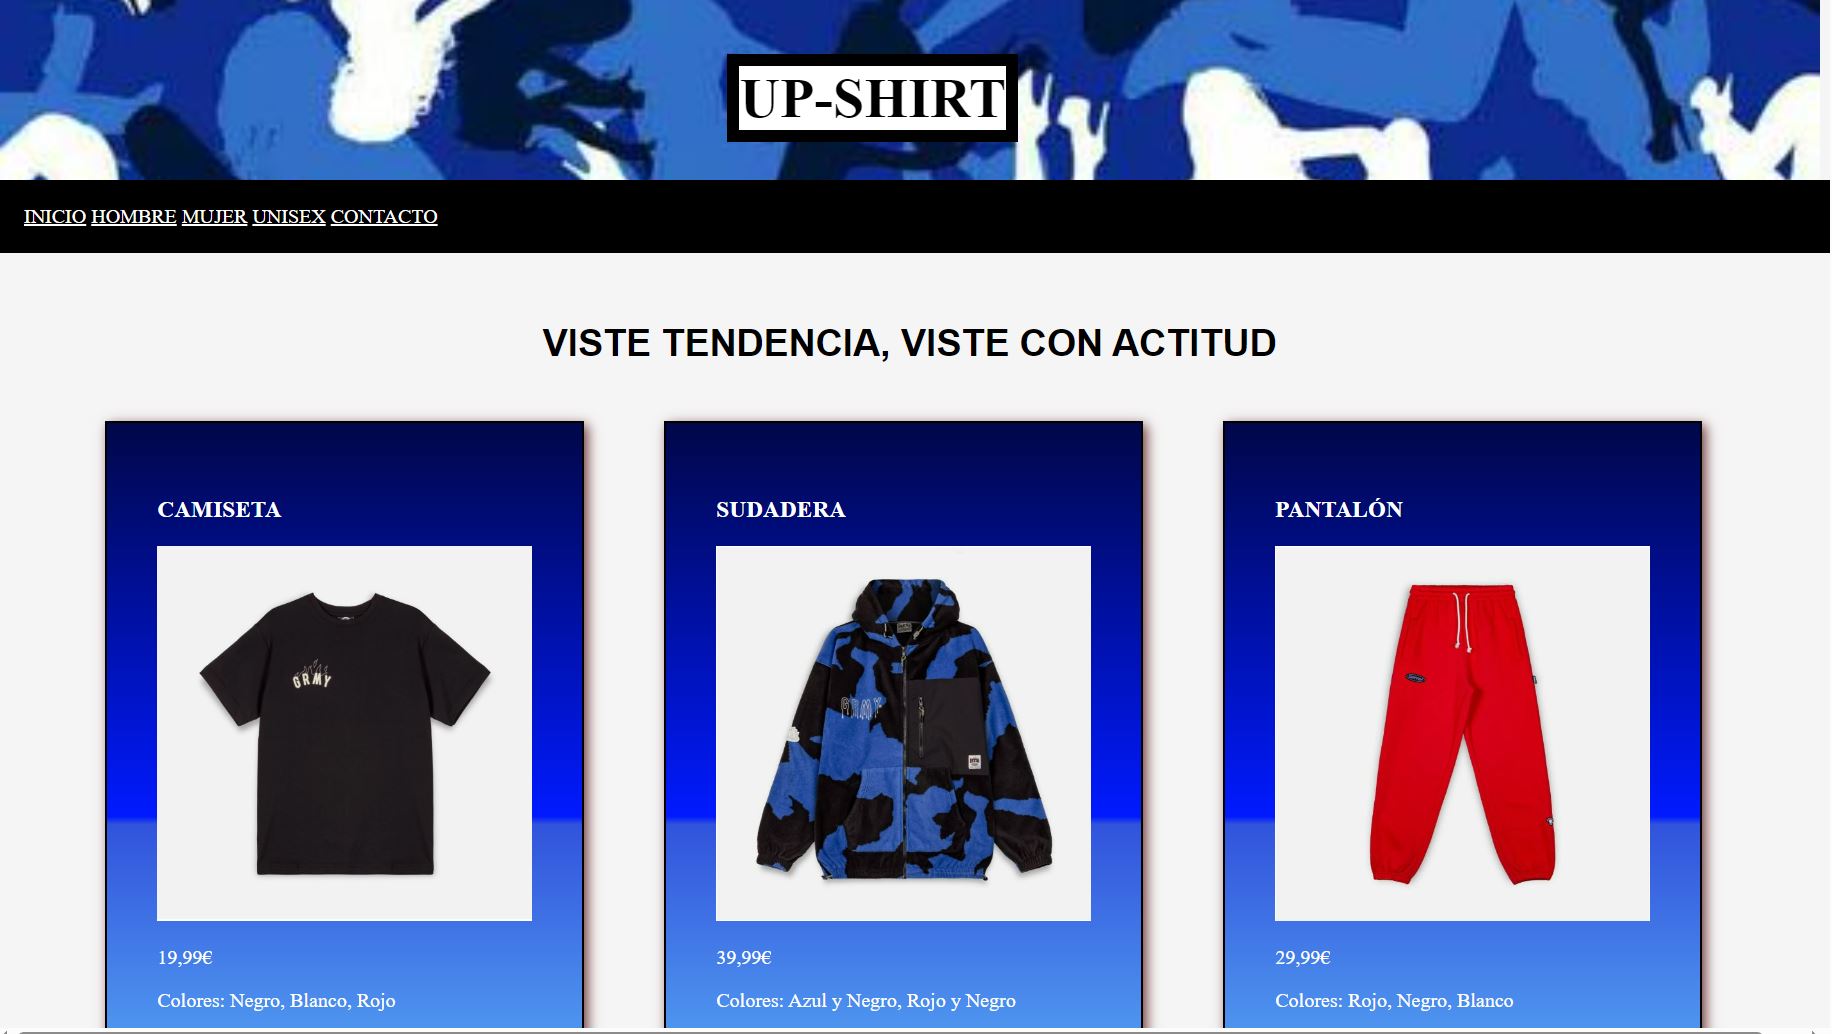 UP-SHIRT
INICIO HOMBRE MUJER UNISEX CONTACTO
VISTE TENDENCIA, VISTE CON ACTITUD
CAMISETA
GRMY
19,99€
Colores: Negro, Blanco, Rojo
SUDADERA
GRMY
39,99€
Colores: Azul y Negro, Rojo y Negro
PANTALÓN
29,99€
Colores: Rojo, Negro, Blanco